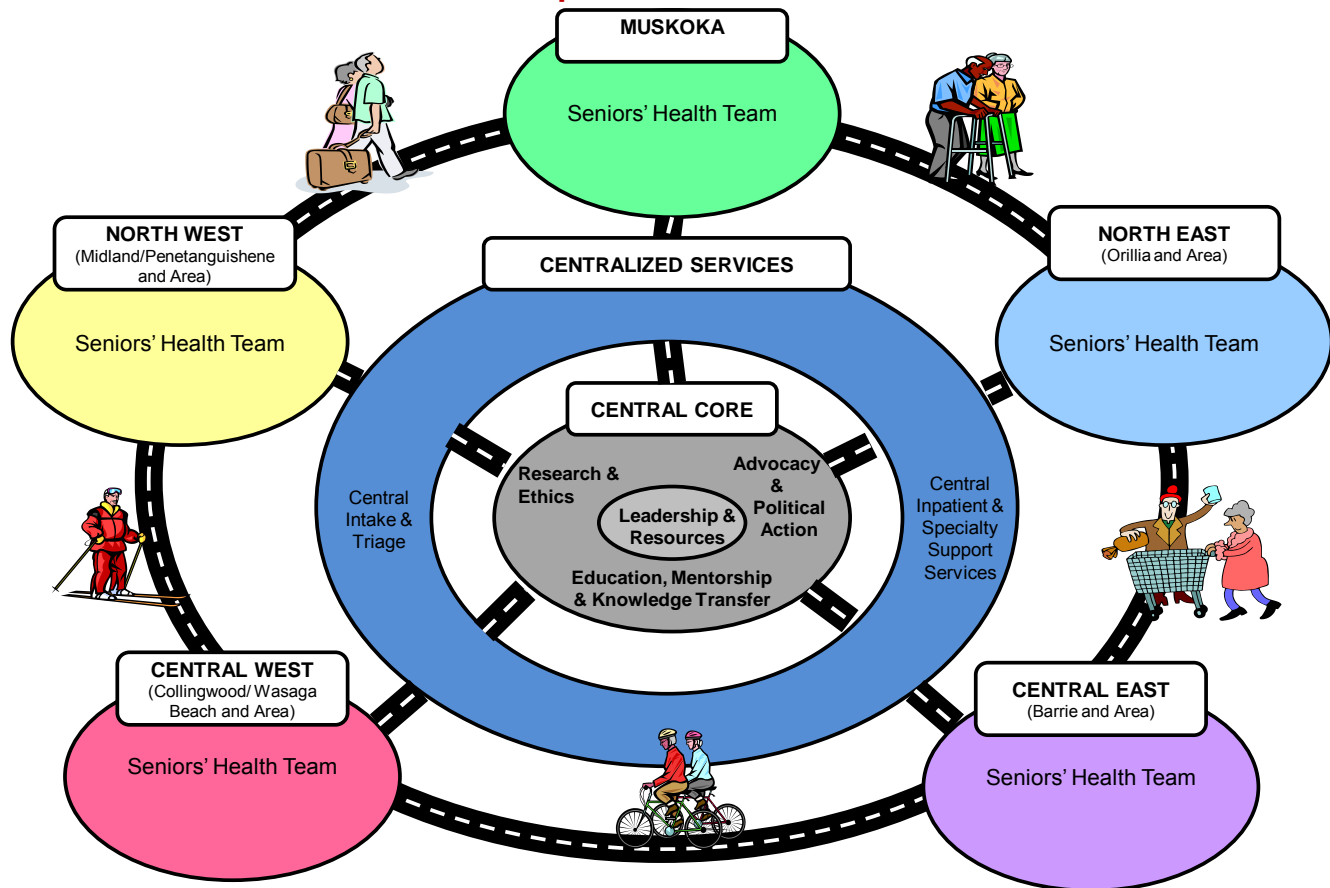 MUSKOKA
Seniors' Health Team
NORTH WEST
(Midland/Penetanguishene
and Area)
Seniors' Health Team
NORTH EAST
(Orillia and Area)
Seniors' Health Team
CENTRALIZED SERVICES
CENTRAL CORE
Research &
Ethics
Advocacy
&
Political
Action
Leadership &
Resources
Education, Mentorship
& Knowledge Transfer
Central
Intake &
Triage
Central
Inpatient &
Specialty
Support
Services
CENTRAL WEST
(Collingwood/ Wasaga
Beach and Area)
Seniors' Health Team
CENTRAL EAST
(Barrie and Area)
Seniors' Health Team